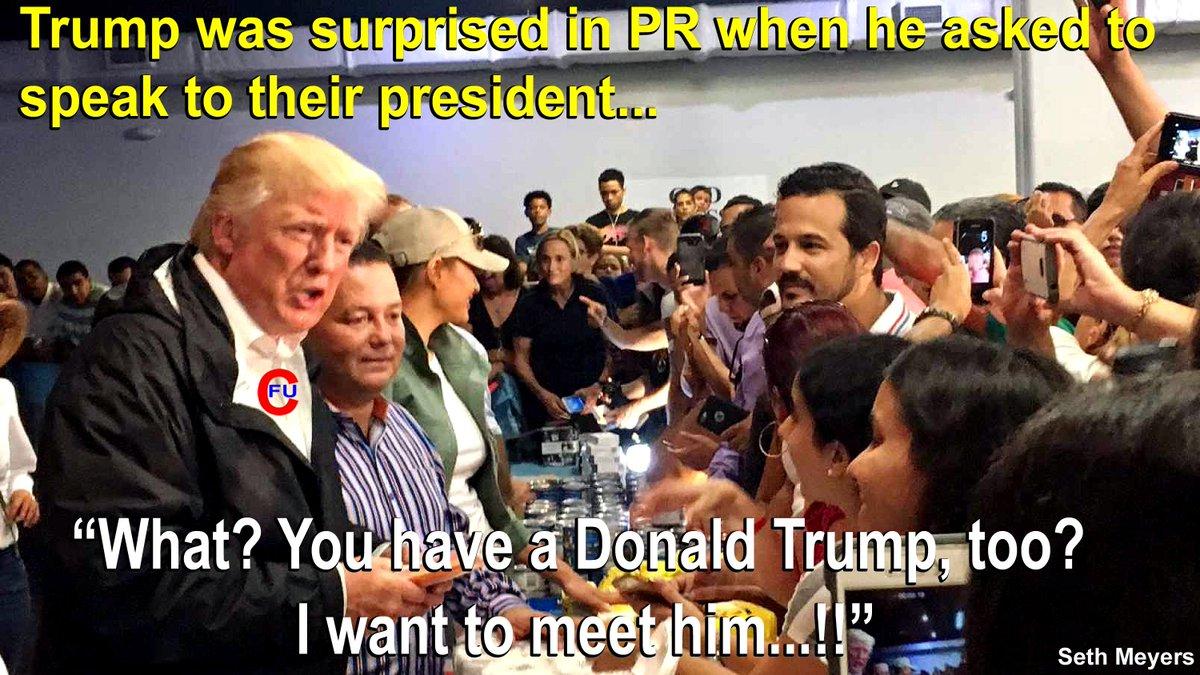 Trump was surprised in PR when he asked to
speak to their president...
C
FU
“What? You have a Donald Trump, too?
I want to meet him...!!”
Seth Meyers